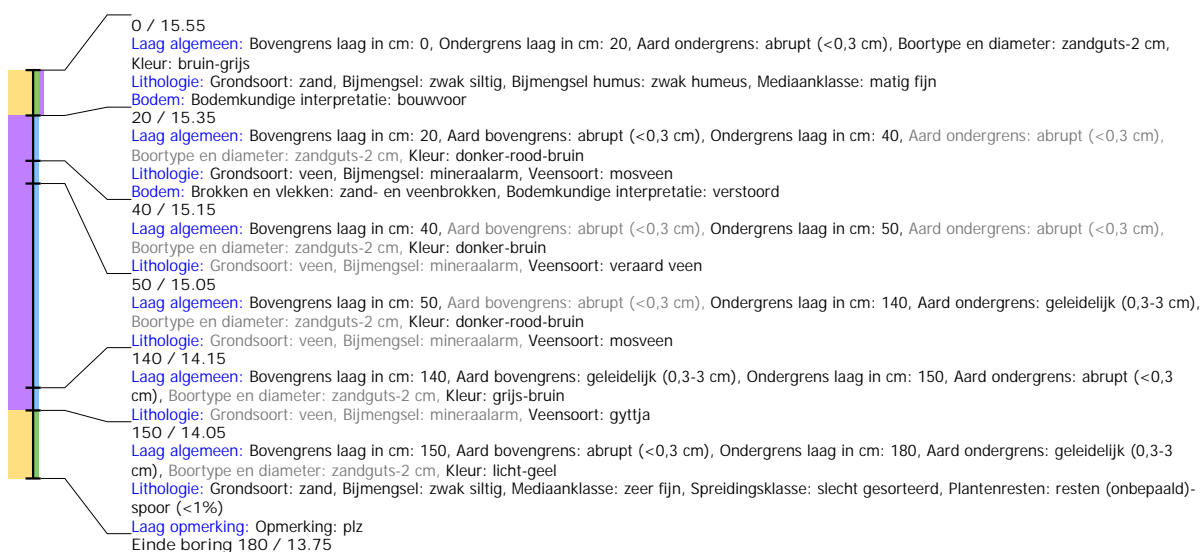 0 / 15.55
Laag algemeen: Bovengrens laag in cm: 0, Ondergrens laag in cm: 20, Aard ondergrens: abrupt (<0,3 cm), Boortype en diameter: zandguts-2 cm,
Kleur: bruin-grijs
Lithologie: Grondsoort: zand, Bijmengsel: zwak siltig, Bijmengsel humus: zwak humeus, Mediaanklasse: matig fijn
Bodem: Bodemkundige interpretatie: bouwvoor
20 / 15.35
Laag algemeen: Bovengrens laag in cm: 20, Aard bovengrens: abrupt (<0,3 cm), Ondergrens laag in cm: 40, Aard ondergrens: abrupt (<0,3 cm),
Boortype en diameter: zandguts-2 cm, Kleur: donker-rood-bruin
Lithologie: Grondsoort: veen, Bijmengsel: mineraalarm, Veensoort: mosveen
Bodem: Brokken en vlekken: zand- en veenbrokken, Bodemkundige interpretatie: verstoord
40 / 15.15
Laag algemeen: Bovengrens laag in cm: 40, Aard bovengrens: abrupt (<0,3 cm), Ondergrens laag in cm: 50, Aard ondergrens: abrupt (<0,3 cm),
Boortype en diameter: zandguts-2 cm, Kleur: donker-bruin
Lithologie: Grondsoort: veen, Bijmengsel: mineraalarm, Veensoort: veraard veen
50 / 15.05
Laag algemeen: Bovengrens laag in cm: 50, Aard bovengrens: abrupt (<0,3 cm), Ondergrens laag in cm: 140, Aard ondergrens: geleidelijk (0,3-3 cm),
Boortype en diameter: zandguts-2 cm, Kleur: donker-rood-bruin
Lithologie: Grondsoort: veen, Bijmengsel: mineraalarm, Veensoort: mosveen
140 / 14.15
Laag algemeen: Bovengrens laag in cm: 140, Aard bovengrens: geleidelijk (0,3-3 cm), Ondergrens laag in cm: 150, Aard ondergrens: abrupt (<0,3
cm), Boortype en diameter: zandguts-2 cm, Kleur: grijs-bruin
Lithologie: Grondsoort: veen, Bijmengsel: mineraalarm, Veensoort: gyttja
150 / 14.05
Laag algemeen: Bovengrens laag in cm: 150, Aard bovengrens: abrupt (<0,3 cm), Ondergrens laag in cm: 180, Aard ondergrens: geleidelijk (0,3-3
cm), Boortype en diameter: zandguts-2 cm, Kleur: licht-geel
Lithologie: Grondsoort: zand, Bijmengsel: zwak siltig, Mediaanklasse: zeer fijn, Spreidingsklasse: slecht gesorteerd, Plantenresten: resten (onbepaald)-
spoor (<1%)
Laag opmerking: Opmerking: plz
Einde boring 180 / 13.75